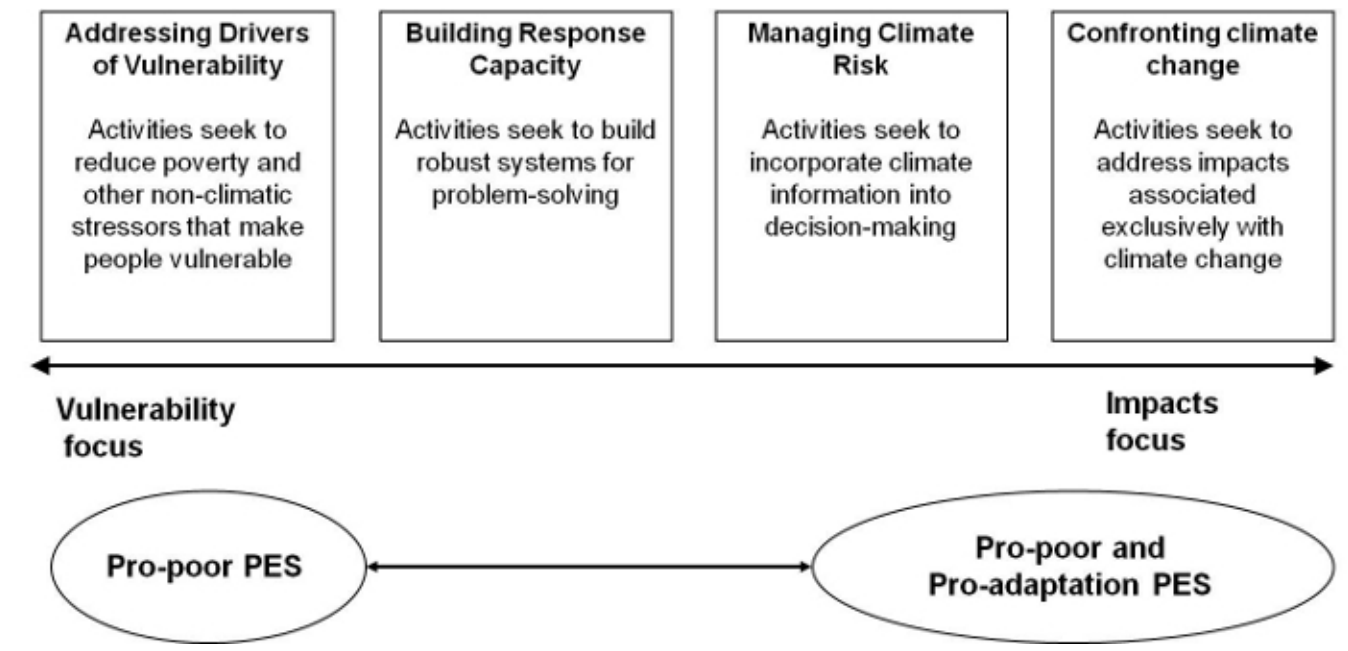 Addressing Drivers
of Vulnerability
Activities seek to
reduce poverty and
other non-climatic
stressors that make
people vulnerable
Building Response
Capacity
Activities seek to build
robust systems for
problem-solving
Managing Climate
Risk
Activities seek to
incorporate climate
information into
decision-making
Confronting climate
change
Activities seek to
address impacts
associated
exclusively with
climate change
Vulnerability
focus
Impacts
focus
Pro-poor PES
Pro-poor and
Pro-adaptation PES